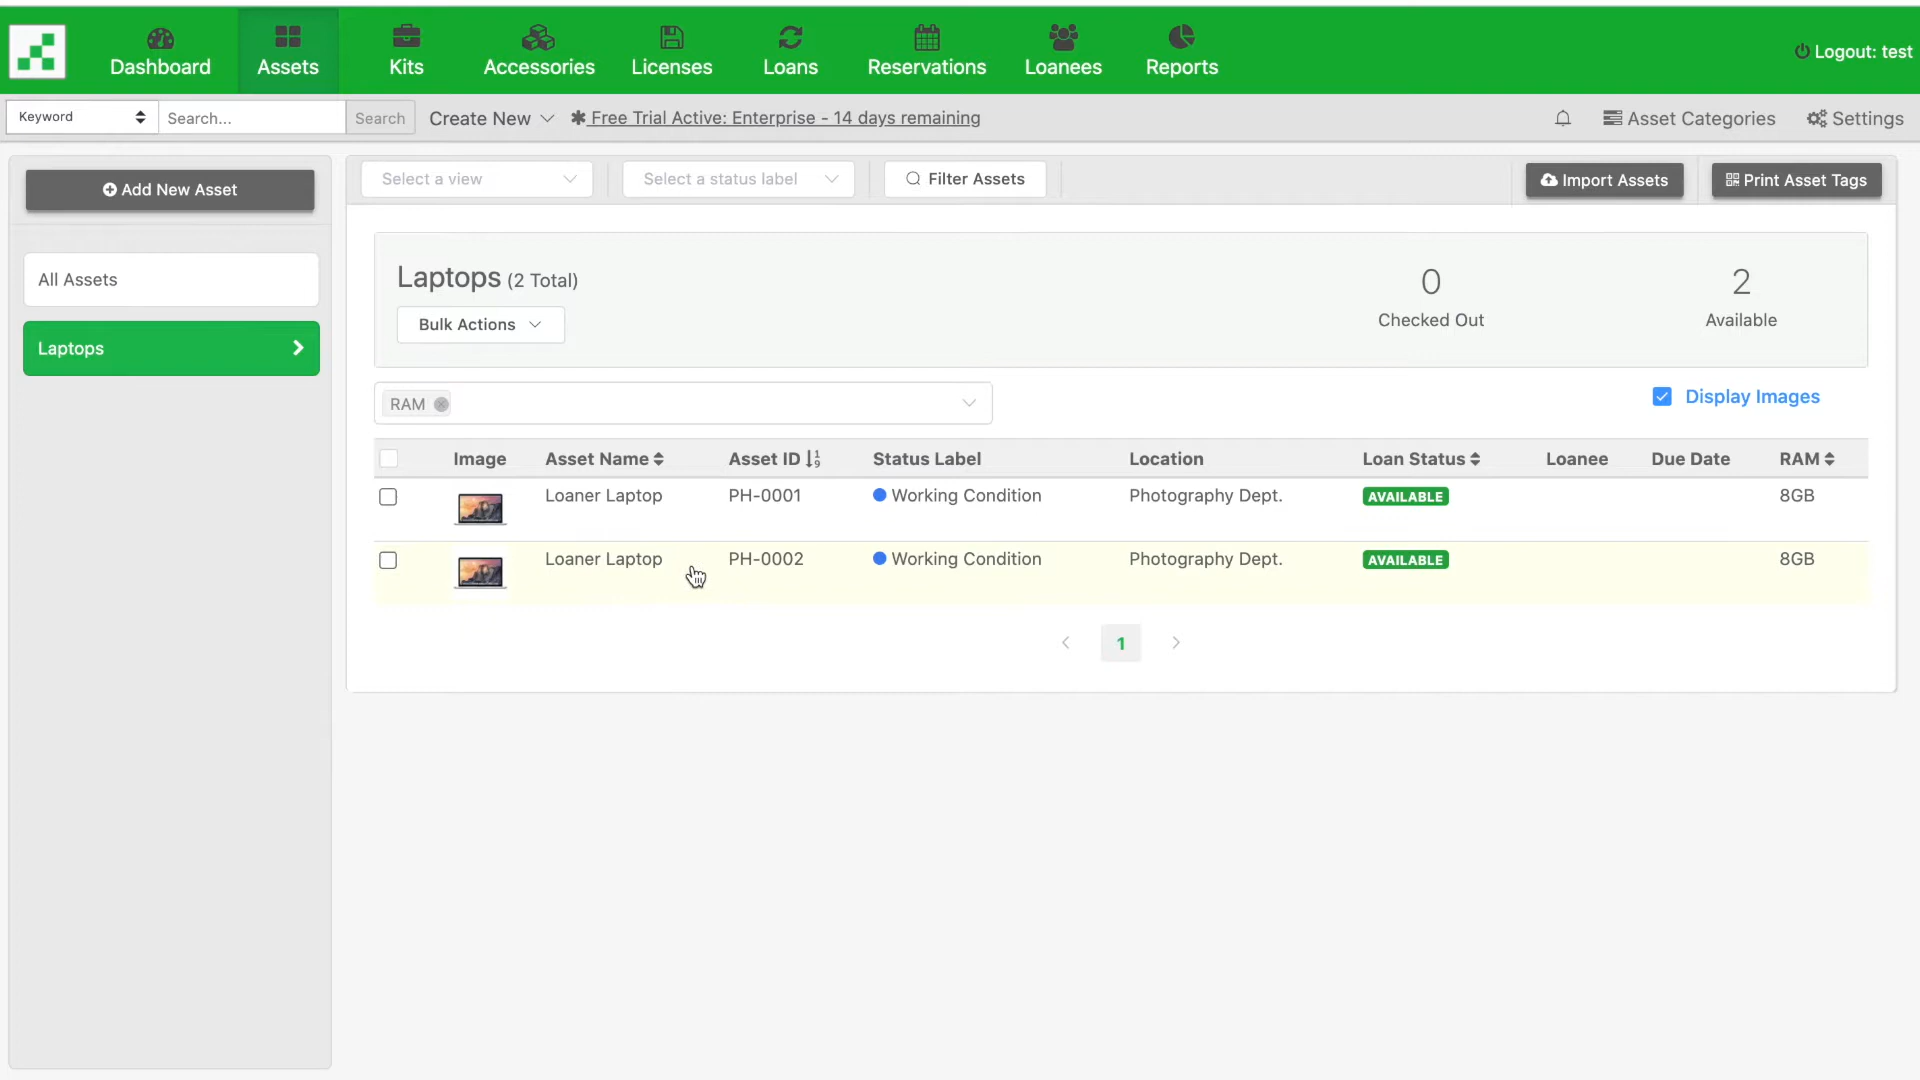 Dashboard
Assets
Kits
Accessories
Licenses
Loans
Reservations
Loanees
Reports
Logout: test
Keyword
Search...
Search
Create New
✱ Free Trial Active: Enterprise - 14 days remaining
Asset Categories
Settings
Add New Asset
Select a view
Select a status label
Filter Assets
Import Assets
Print Asset Tags
All Assets
Laptops
Laptops (2 Total)
Bulk Actions
0
Checked Out
2
Available
RAM
Display Images
Image Asset Name Asset ID Status Label Location Loan Status Loanee Due Date RAM
Loaner Laptop PH-0001 Working Condition Photography Dept. AVAILABLE 8GB
Loaner Laptop PH-0002 Working Condition Photography Dept. AVAILABLE 8GB
1